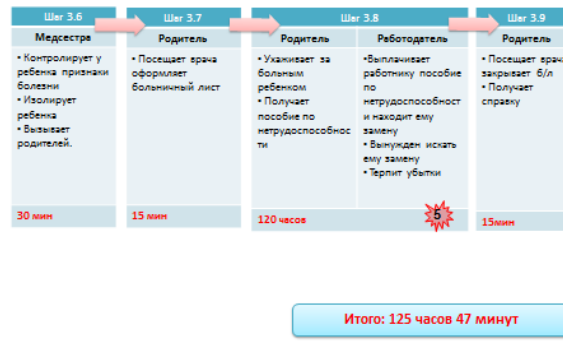 Шаг 3.6
Медсестра
• Контролирует у
ребенка признаки
болезни
• Изолирует
ребенка
• Вызывает
родителей.
30 мин
Шаг 3.7
Родитель
• Посещает врача
оформляет
больничный лист
15 мин
Шаг 3.8
Родитель
• Ухаживает за
больным
ребенком
• Получает
пособие по
нетрудоспособнос
ти
Работодатель
•Выплачивает
работнику пособие
по
нетрудоспособност
и находит ему
замену
• Вынужден искать
ему замену
• Терпит убытки
120 часов
5
Шаг 3.9
Родитель
• Посещает врача
закрывает б/л
• Получает
справку
15мин
Итого: 125 часов 47 минут